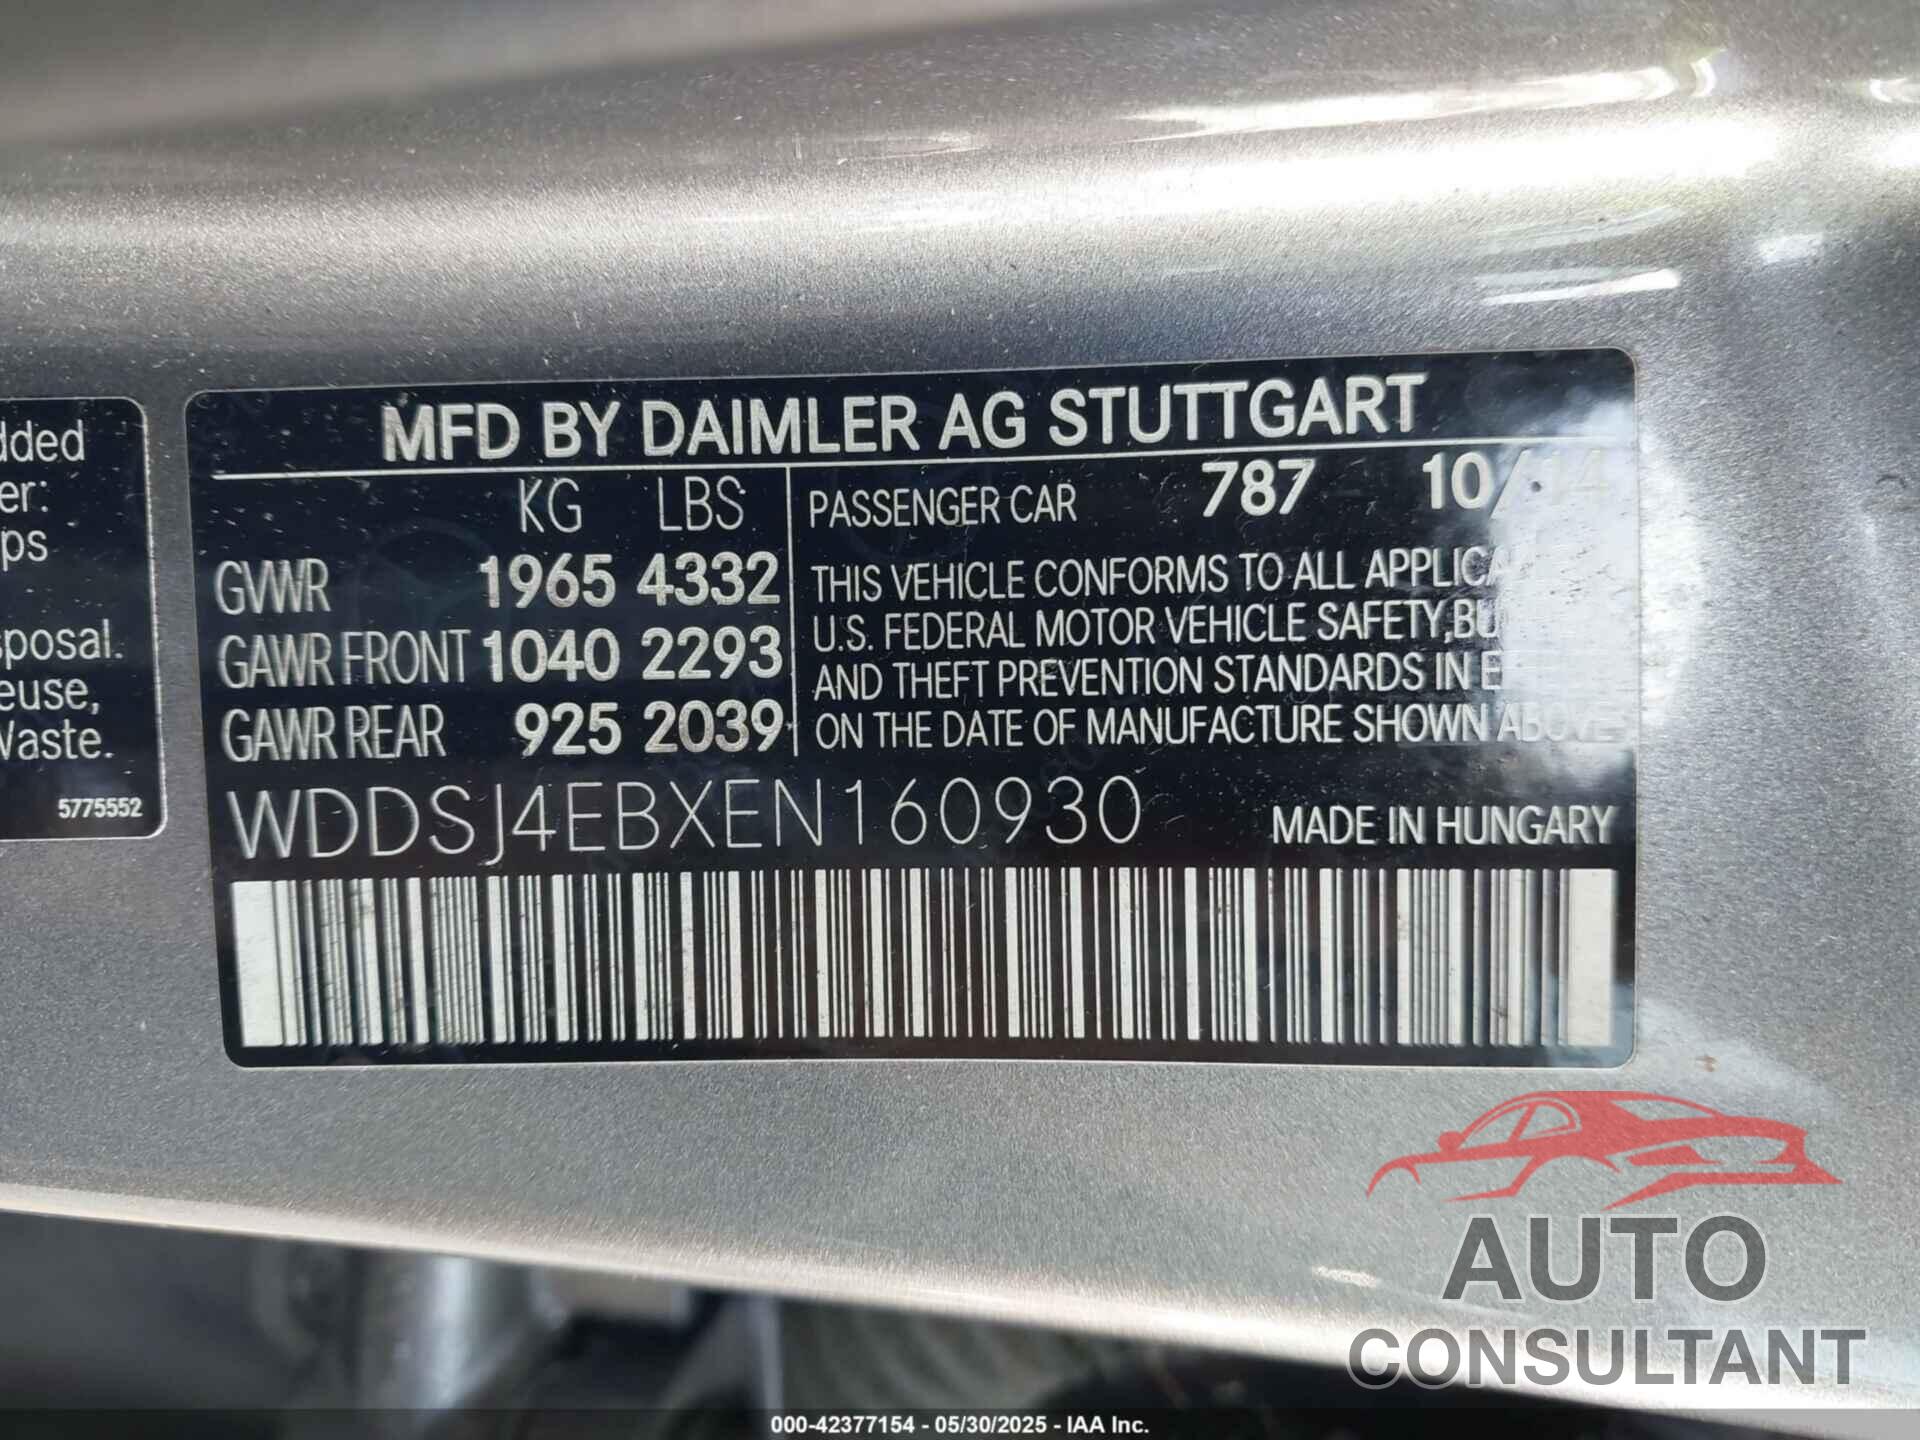 dded
er:
ps
sposal.
euse,
Waste.
5775552
MFD BY DAIMLER AG STUTTGART
KG LBS
GVWR 1965 4332
GAWR FRONT 1040 2293
GAWR REAR 925 2039
PASSENGER CAR 787 10/14
THIS VEHICLE CONFORMS TO ALL APPLICA
U.S. FEDERAL MOTOR VEHICLE SAFETY, BU
AND THEFT PREVENTION STANDARDS IN E
ON THE DATE OF MANUFACTURE SHOWN ABOVE
WDDSJ4EBXEN160930
MADE IN HUNGARY
AUTO
CONSULTANT
000-42377154 - 05/30/2025 - IAA Inc.